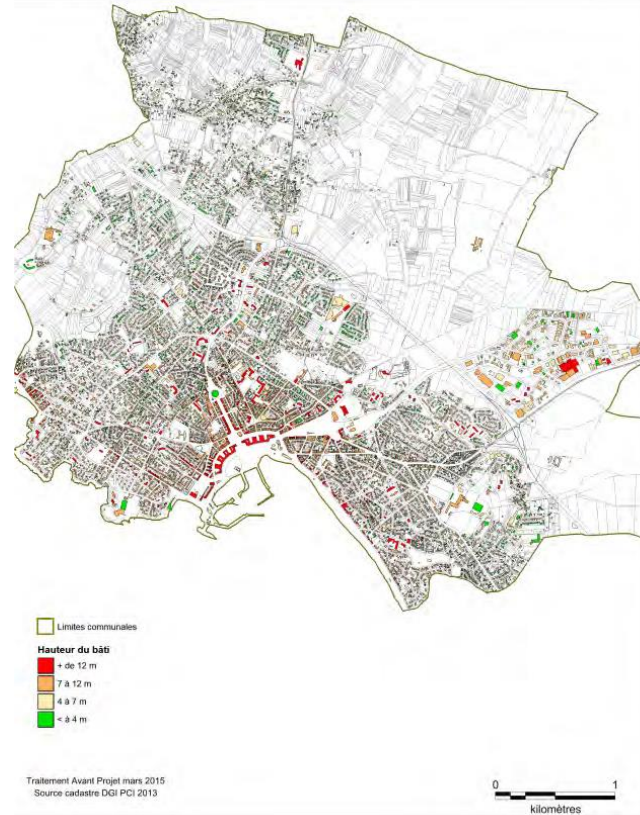 Limites communales
Hauteur du bâti
+ de 12 m
7 à 12 m
4 à 7 m
< à 4 m
Traitement Avant Projet mars 2015
Source cadastre DGI PCI 2013
0 1
kilomètres